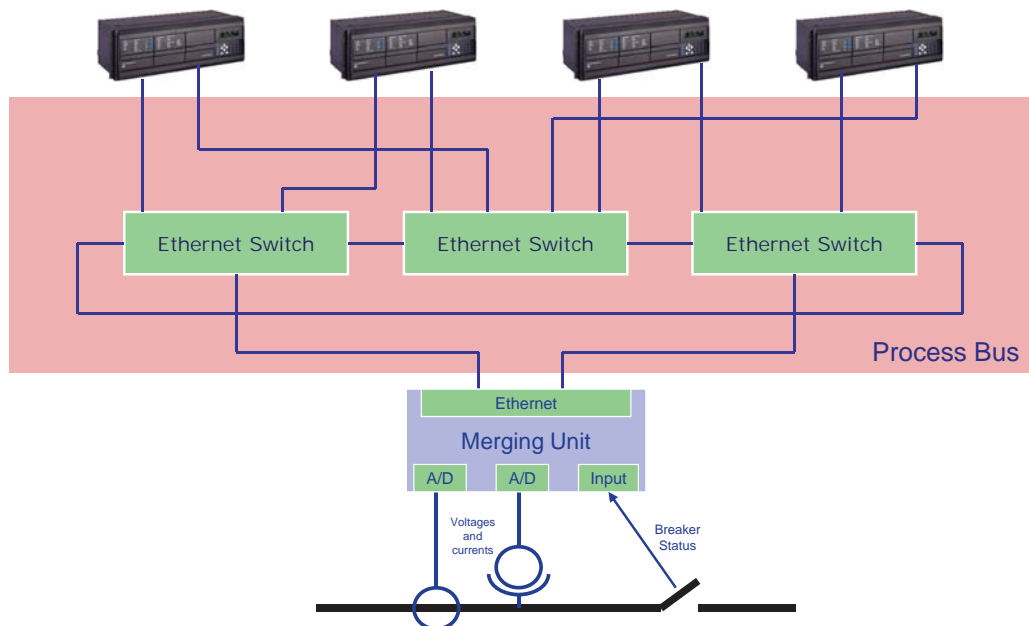 Ethernet Switch
Ethernet Switch
Ethernet Switch
Process Bus
Ethernet
Merging Unit
A/D
A/D
Input
Voltages
and
currents
Breaker
Status